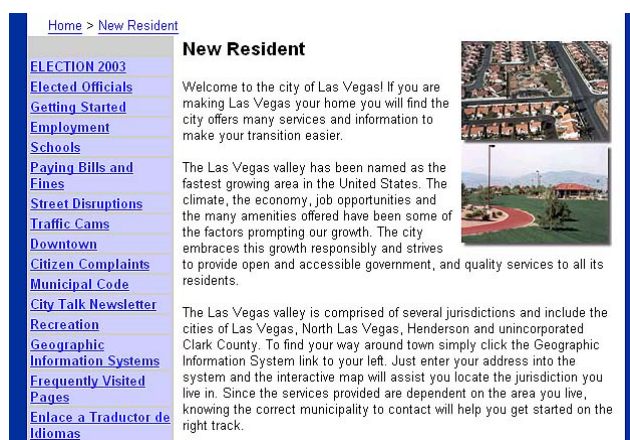 Home > New Resident
ELECTION 2003
Elected Officials
Getting Started
Employment
Schools
Paying Bills and
Fines
Street Disruptions
Traffic Cams
Downtown
Citizen Complaints
Municipal Code
City Talk Newsletter
Recreation
Geographic
Information Systems
Frequently Visited
Pages
Enlace a Traductor de
Idiomas
New Resident
Welcome to the city of Las Vegas! If you are
making Las Vegas your home you will find the
city offers many services and information to
make your transition easier.
The Las Vegas valley has been named as the
fastest growing area in the United States. The
climate, the economy, job opportunities and
the many amenities offered have been some of
the factors prompting our growth. The city
embraces this growth responsibly and strives
to provide open and accessible government, and quality services to all its
residents.
The Las Vegas valley is comprised of several jurisdictions and include the
cities of Las Vegas, North Las Vegas, Henderson and unincorporated
Clark County. To find your way around town simply click the Geographic
Information System link to your left. Just enter your address into the
system and the interactive map will assist you locate the jurisdiction you
live in. Since the services provided are dependent on the area you live,
knowing the correct municipality to contact will help you get started on the
right track.